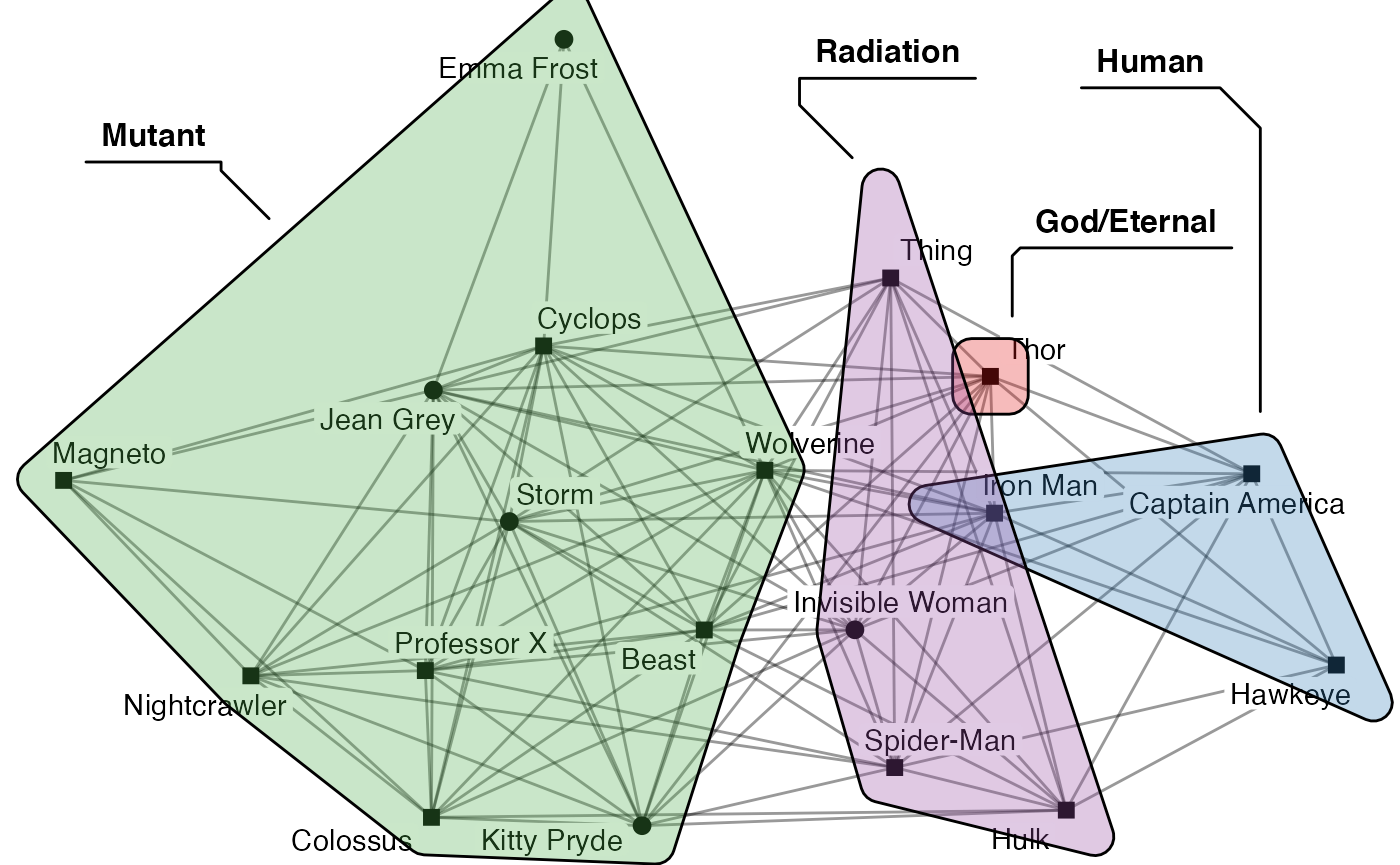 Radiation
Human
Emma Frost
Mutant
God/Eternal
Thing
Cyclops
Thor
Jean Grey
Wolverine
Magneto
Storm
Iron Man
Captain America
Invisible Woman
Professor X
Beast
Hawkeye
Nightcrawler
Spider-Man
Colossus
Kitty Pryde
Hulk